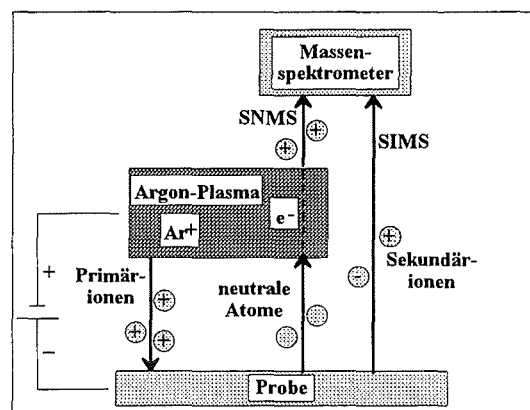 Massen-
spektrometer
SNMS
SIMS
+
+
Argon-Plasma
Ar+
e-
+
-
Primär-
ionen
neutrale
Atome
Sekundär-
ionen
+
+
+
+
−
Probe